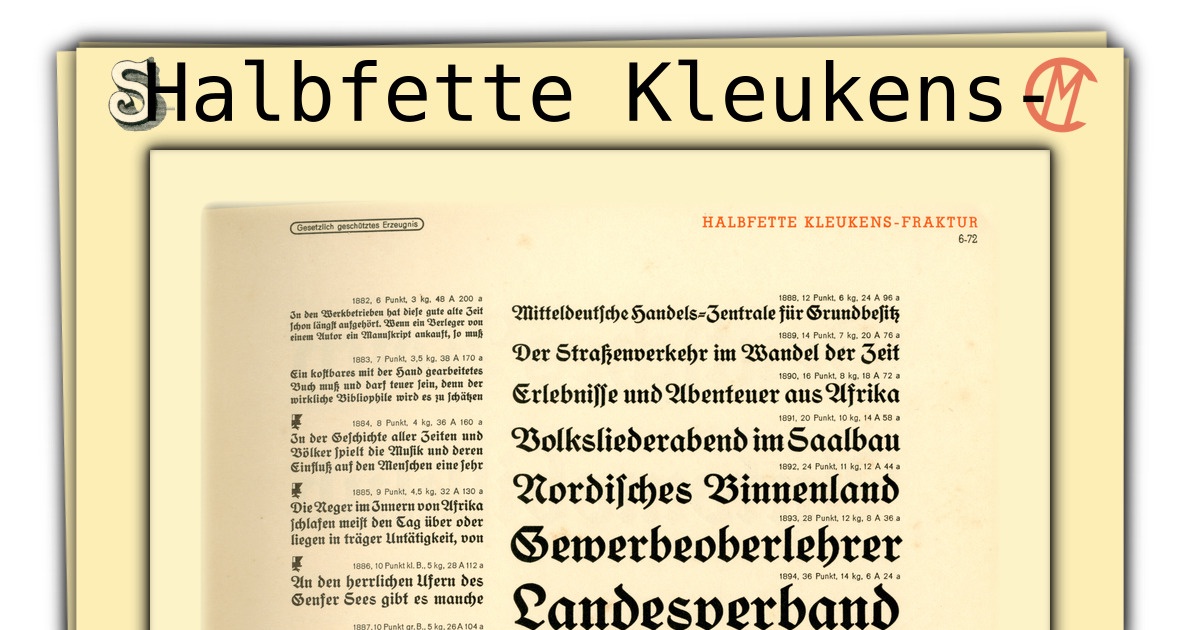 Halbfette Kleukens-
Gesetzlich geschütztes Erzeugnis
HALBFETTE KLEUKENS-FRAKTUR
6-72
1882, 6 Punkt, 3 kg, 48 A 200 a
In den Werkbetrieben hat dieſe gute alte Zeit
ſchon längſt aufgehört. Wenn ein Verleger von
einem Autor ein Manuſkript ankauft, ſo muß
1883, 7 Punkt, 3,5 kg, 38 A 170 a
Ein koſtbares mit der Hand gearbeitetes
Buch muß und darf teuer ſein, denn der
wirkliche Bibliophile wird es zu ſchätzen
1884, 8 Punkt, 4 kg, 36 A 160 a
In der Geſchichte aller Zeiten und
Völker ſpielt die Muſik und deren
Einfluß auf den Menſchen eine ſehr
1885, 9 Punkt, 4,5 kg, 32 A 130 a
Die Neger im Innern von Afrika
ſchlafen meiſt den Tag über oder
liegen in träger Untätigkeit, von
1886, 10 Punkt kl. B., 5 kg, 28 A 112 a
An den herrlichen Ufern des
Genfer Sees gibt es manche
1887, 10 Punkt gr. B., 5 kg, 26 A 104 a
1888, 12 Punkt, 6 kg, 24 A 96 a
Mitteldeutſche Handels-Zentrale für Grundbeſitz
1889, 14 Punkt, 7 kg, 20 A 76 a
Der Straßenverkehr im Wandel der Zeit
1890, 16 Punkt, 8 kg, 18 A 72 a
Erlebniſſe und Abenteuer aus Afrika
1891, 20 Punkt, 10 kg, 14 A 58 a
Volksliederabend im Saalbau
1892, 24 Punkt, 11 kg, 12 A 44 a
Nordiſches Binnenland
1893, 28 Punkt, 12 kg, 8 A 36 a
Gewerbeoberlehrer
1894, 36 Punkt, 14 kg, 6 A 24 a
Landesverband